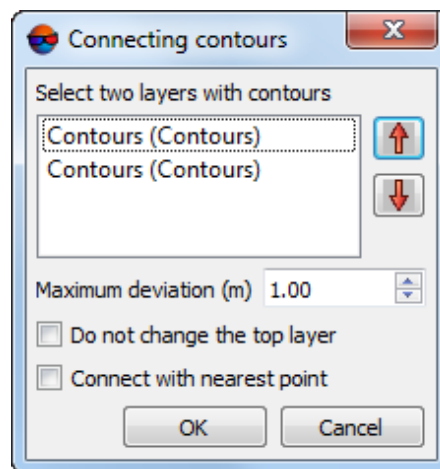 Connecting contours
Select two layers with contours
Contours (Contours)
Contours (Contours)
Maximum deviation (m) 1.00
Do not change the top layer
Connect with nearest point
OK Cancel